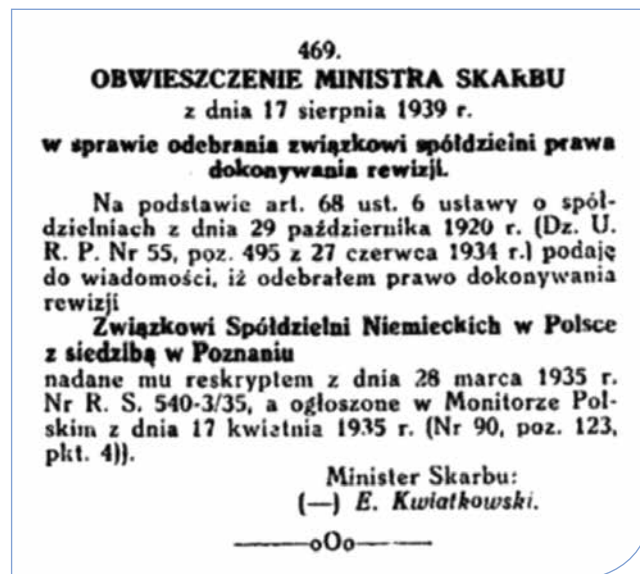 469.
OBWIESZCZENIE MINISTRA SKARBU
z dnia 17 sierpnia 1939 r.
w sprawie odebrania związkowi spółdzielni prawa
dokonywania rewizji.
Na podstawie art. 68 ust. 6 ustawy o spół-
dzielniach z dnia 29 października 1920 r. (Dz. U.
R. P. Nr 55, poz. 495 z 27 czerwca 1934 r.) podaję
do wiadomości, iż odebrałem prawo dokonywania
rewizji
Związkowi Spółdzielni Niemieckich w Polsce
z siedzibą w Poznaniu
nadane mu reskryptem z dnia 28 marca 1935 r.
Nr R. S. 540-3/35, a ogłoszone w Monitorze Pol-
skim z dnia 17 kwietnia 1935 r. (Nr 90, poz. 123,
pkt. 4)).
Minister Skarbu:
(—) E. Kwiatkowski.
———oOo———